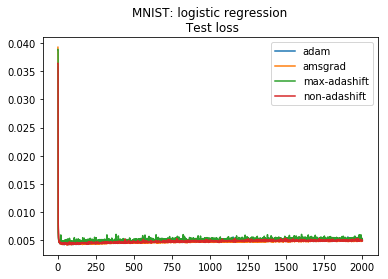 MNIST: logistic regression
Test loss
adam
amsgrad
max-adashift
non-adashift
0.040
0.035
0.030
0.025
0.020
0.015
0.010
0.005
0 250 500 750 1000 1250 1500 1750 2000